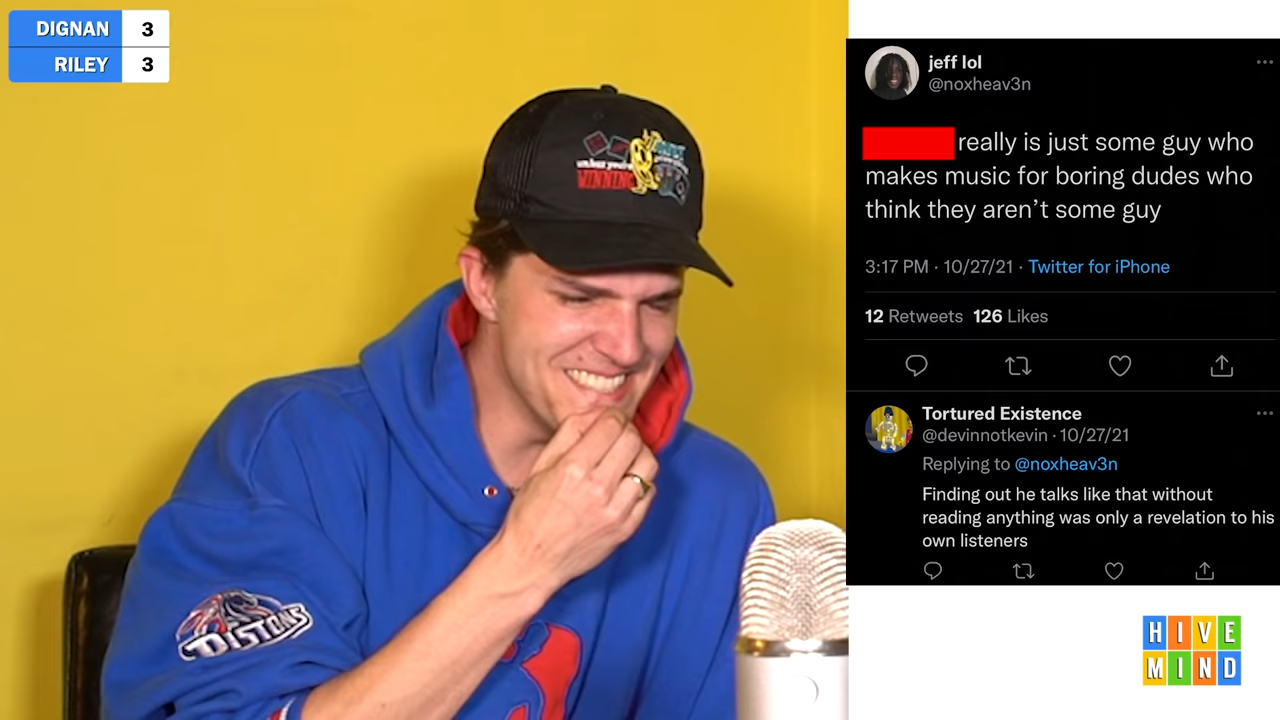 DIGNAN 3
RILEY 3
WINNING
PISTONS
jeff lol
@noxheav3n
really is just some guy who
makes music for boring dudes who
think they aren’t some guy
3:17 PM · 10/27/21 · Twitter for iPhone
12 Retweets 126 Likes
Tortured Existence
@devinnotkevin · 10/27/21
Replying to @noxheav3n
Finding out he talks like that without
reading anything was only a revelation to his
own listeners
HIVE
MIND